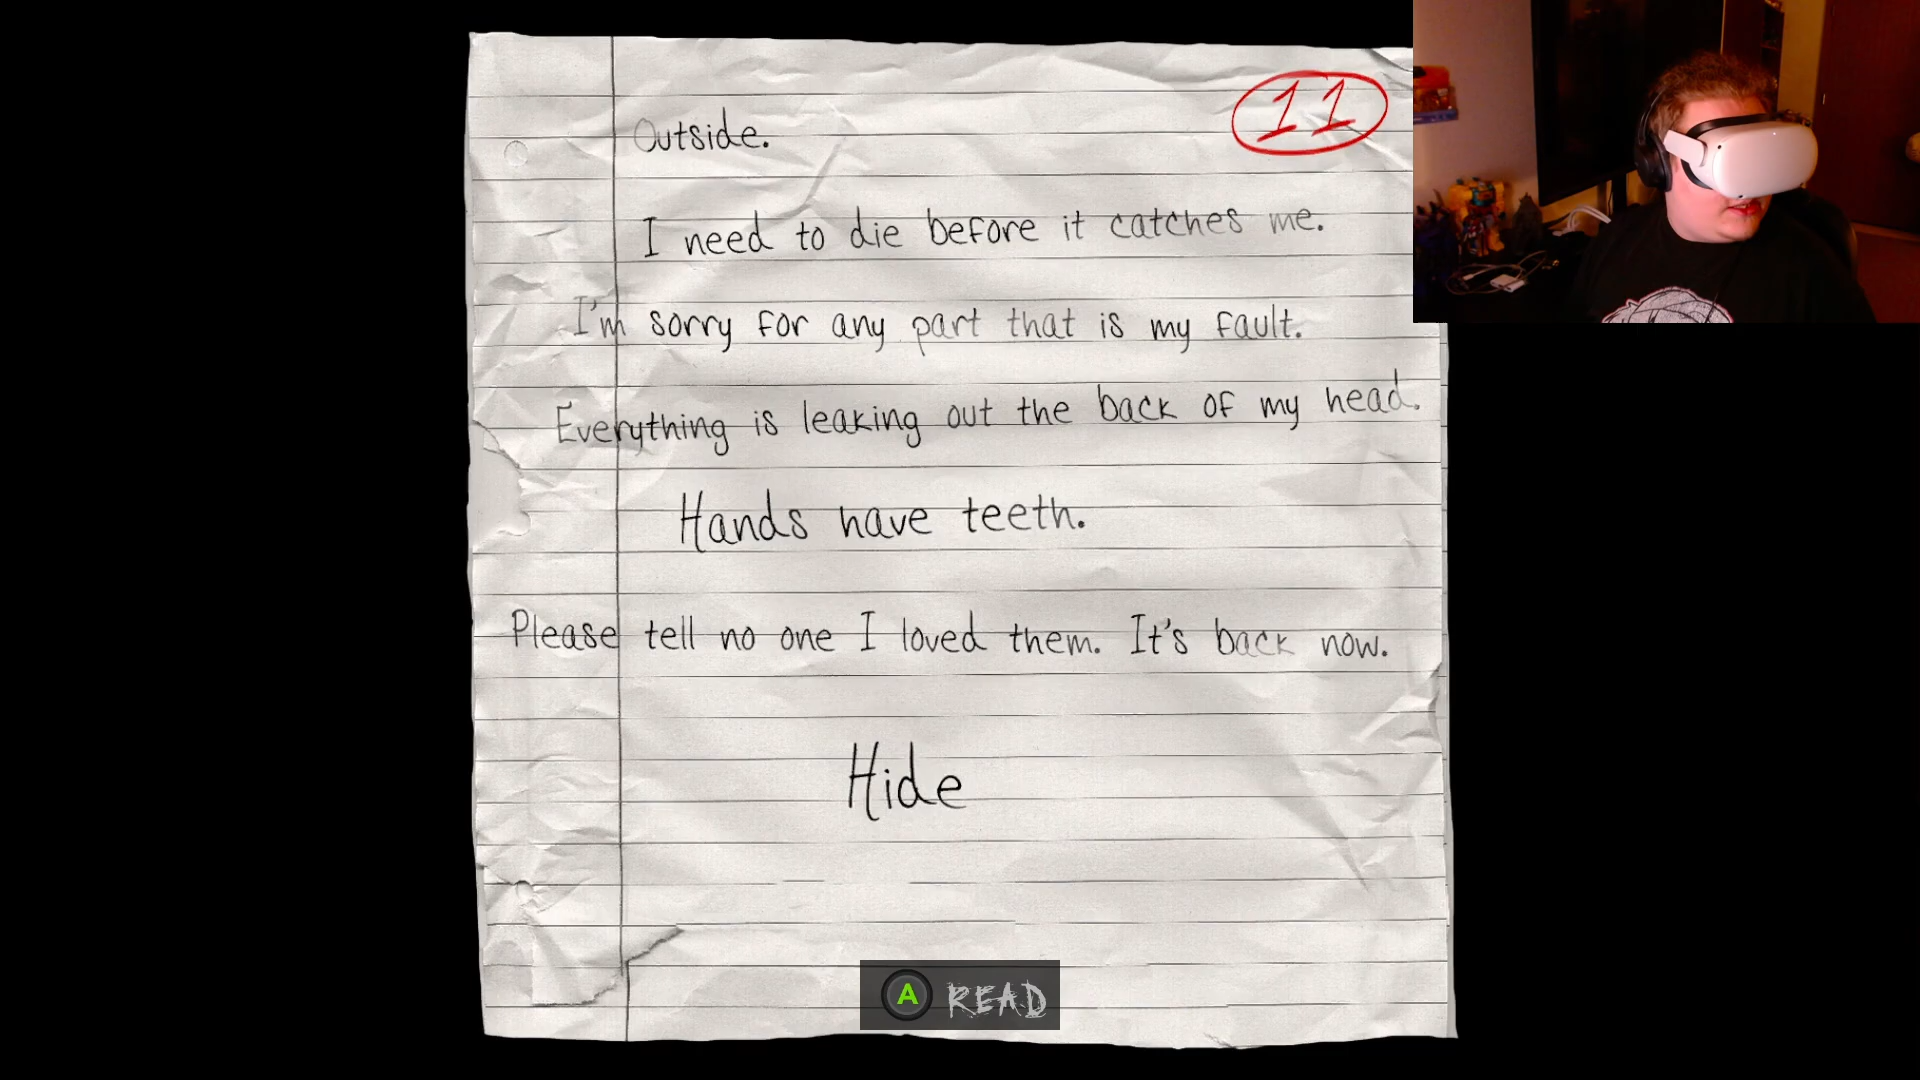 11
Outside.
I need to die before it catches me.
I'm sorry for any part that is my fault.
Everything is leaking out the back of my head.
Hands have teeth.
Please tell no one I loved them. It's back now.
Hide
A READ